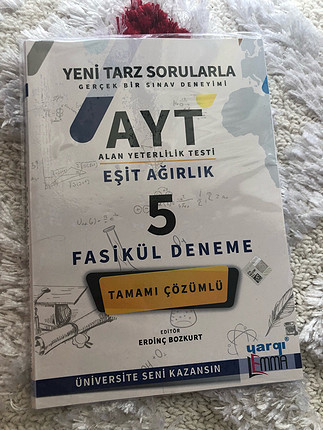 YENİ TARZ SORULARLA
GERÇEK BİR SINAV DENEYİMİ
AYT
ALAN YETERLİLİK TESTİ
EŞİT AĞIRLIK
5
FASİKÜL DENEME
TAMAMI ÇÖZÜMLÜ
EDİTÖR
ERDİNÇ BOZKURT
yargı
LEMMA
ÜNİVERSİTE SENİ KAZANSIN